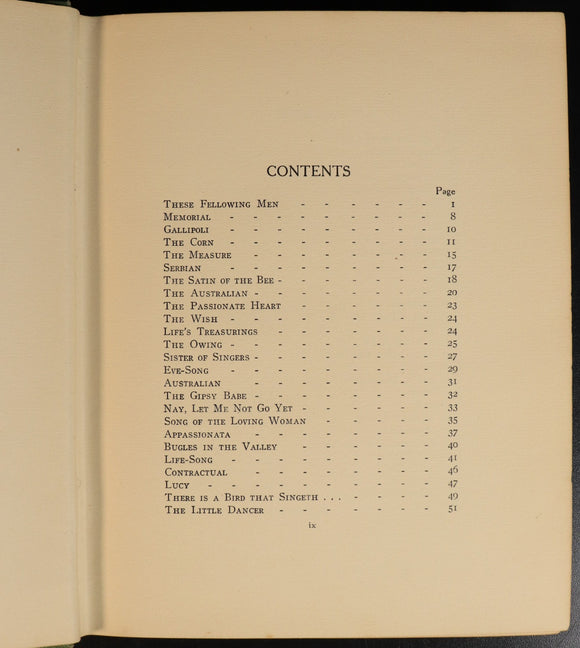 CONTENTS
Page
These Fellowing Men - - - - - - 1
Memorial - - - - - - - - - 8
Gallipoli - - - - - - - - - 10
The Corn - - - - - - - - - 11
The Measure - - - - - - - - 15
Serbian - - - - - - - - - 17
The Satin of the Bee - - - - - - - 18
The Australian - - - - - - - - 20
The Passionate Heart - - - - - - 23
The Wish - - - - - - - - - 24
Life's Treasurings - - - - - - - 24
The Owing - - - - - - - - - 25
Sister of Singers - - - - - - - - 27
Eve-Song - - - - - - - - - 29
Australian - - - - - - - - 31
The Gipsy Babe - - - - - - - - 32
Nay, Let Me Not Go Yet - - - - - - 33
Song of the Loving Woman - - - - - 35
Appassionata - - - - - - - - 37
Bugles in the Valley - - - - - - 40
Life-Song - - - - - - - - - 41
Contractual - - - - - - - - 46
Lucy - - - - - - - - - - 47
There is a Bird that Singeth . . . - - - - 49
The Little Dancer - - - - - - - 51
ix